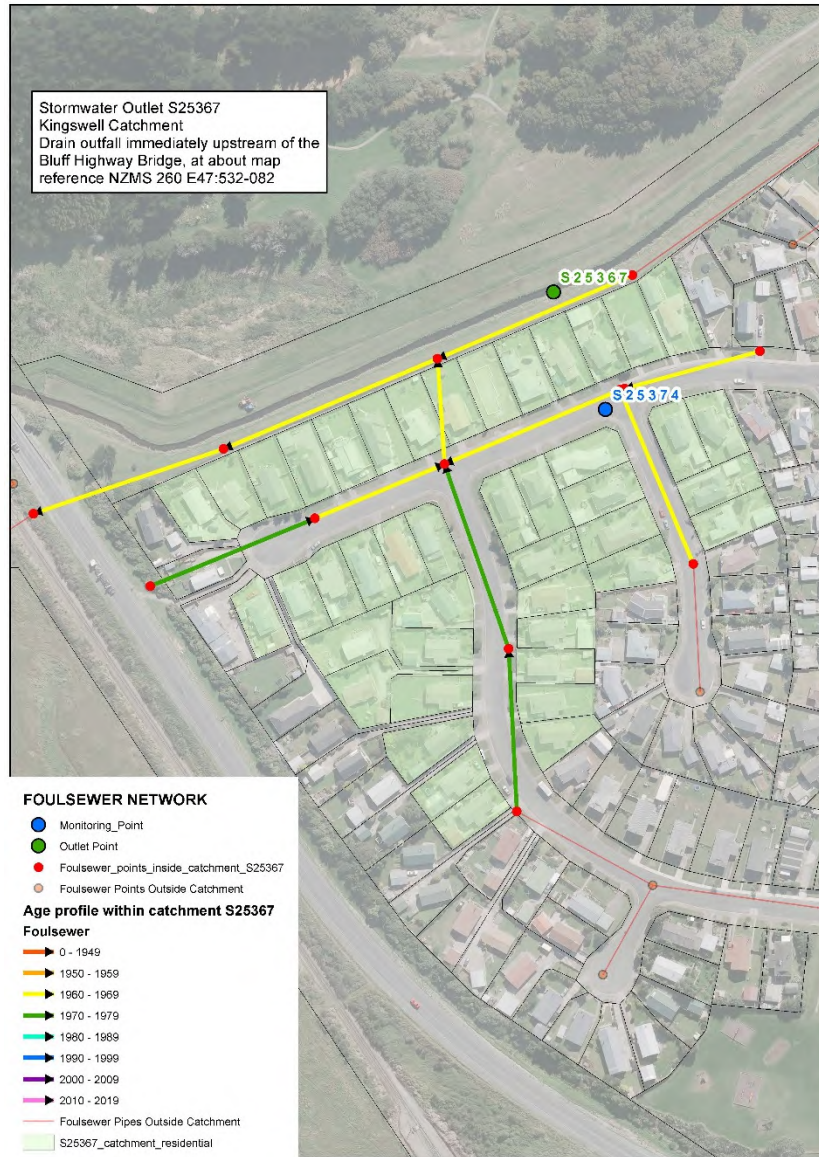 Stormwater Outlet S25367
Kingswell Catchment
Drain outfall immediately upstream of the
Bluff Highway Bridge, at about map
reference NZMS 260 E47:532-082
S25367
S25374
FOULSEWER NETWORK
Monitoring_Point
Outlet Point
Foulsewer_points_inside_catchment_S25367
Foulsewer Points Outside Catchment
Age profile within catchment S25367
Foulsewer
0 - 1949
1950 - 1959
1960 - 1969
1970 - 1979
1980 - 1989
1990 - 1999
2000 - 2009
2010 - 2019
Foulsewer Pipes Outside Catchment
S25367_catchment_residential